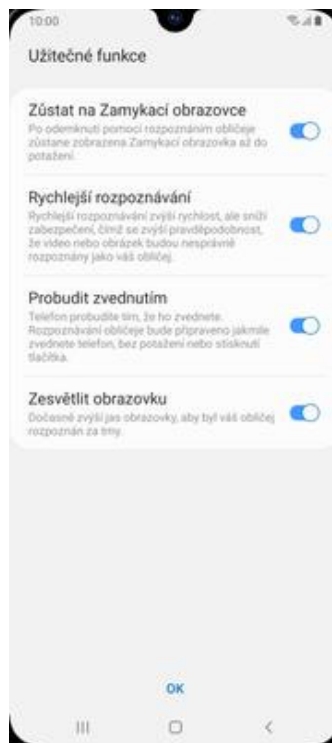 10:00
Užitečné funkce
Zůstat na Zamykací obrazovce
Po odemknutí pomocí rozpoznáním obličeje
zůstane zobrazena Zamykací obrazovka až do
potažení.
Rychlejší rozpoznávání
Rychlejší rozpoznávání zvýší rychlost, ale sníží
zabezpečení, čímž se zvýší pravděpodobnost,
že video nebo obrázek budou nesprávně
rozpoznány jako váš obličej.
Probudit zvednutím
Telefon probudíte tím, že ho zvednete.
Rozpoznávání obličeje bude připraveno jakmile
zvednete telefon, bez potažení nebo stisknutí
tlačítka.
Zesvětlit obrazovku
Dočasně zvýší jas obrazovky, aby byl váš obličej
rozpoznán za tmy.
OK